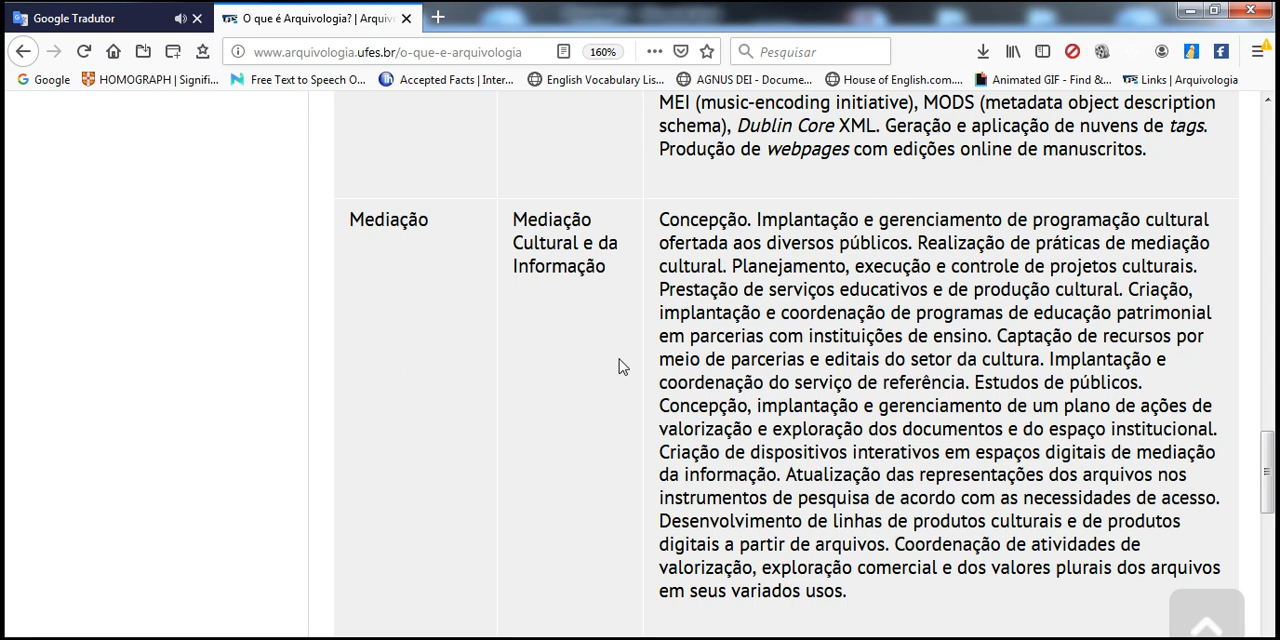 Google Tradutor
O que é Arquivologia? | Arquiv
www.arquivologia.ufes.br/o-que-e-arquivologia
160%
Pesquisar
Google
HOMOGRAPH | Signifi...
Free Text to Speech O...
Accepted Facts | Inter...
English Vocabulary Lis...
AGNUS DEI - Docume...
House of English.com....
Animated GIF - Find &...
Links | Arquivologia
MEI (music-encoding initiative), MODS (metadata object description
schema), Dublin Core XML. Geração e aplicação de nuvens de tags.
Produção de webpages com edições online de manuscritos.
Mediação
Mediação
Cultural e da
Informação
Concepção. Implantação e gerenciamento de programação cultural
ofertada aos diversos públicos. Realização de práticas de mediação
cultural. Planejamento, execução e controle de projetos culturais.
Prestação de serviços educativos e de produção cultural. Criação,
implantação e coordenação de programas de educação patrimonial
em parcerias com instituições de ensino. Captação de recursos por
meio de parcerias e editais do setor da cultura. Implantação e
coordenação do serviço de referência. Estudos de públicos.
Concepção, implantação e gerenciamento de um plano de ações de
valorização e exploração dos documentos e do espaço institucional.
Criação de dispositivos interativos em espaços digitais de mediação
da informação. Atualização das representações dos arquivos nos
instrumentos de pesquisa de acordo com as necessidades de acesso.
Desenvolvimento de linhas de produtos culturais e de produtos
digitais a partir de arquivos. Coordenação de atividades de
valorização, exploração comercial e dos valores plurais dos arquivos
em seus variados usos.